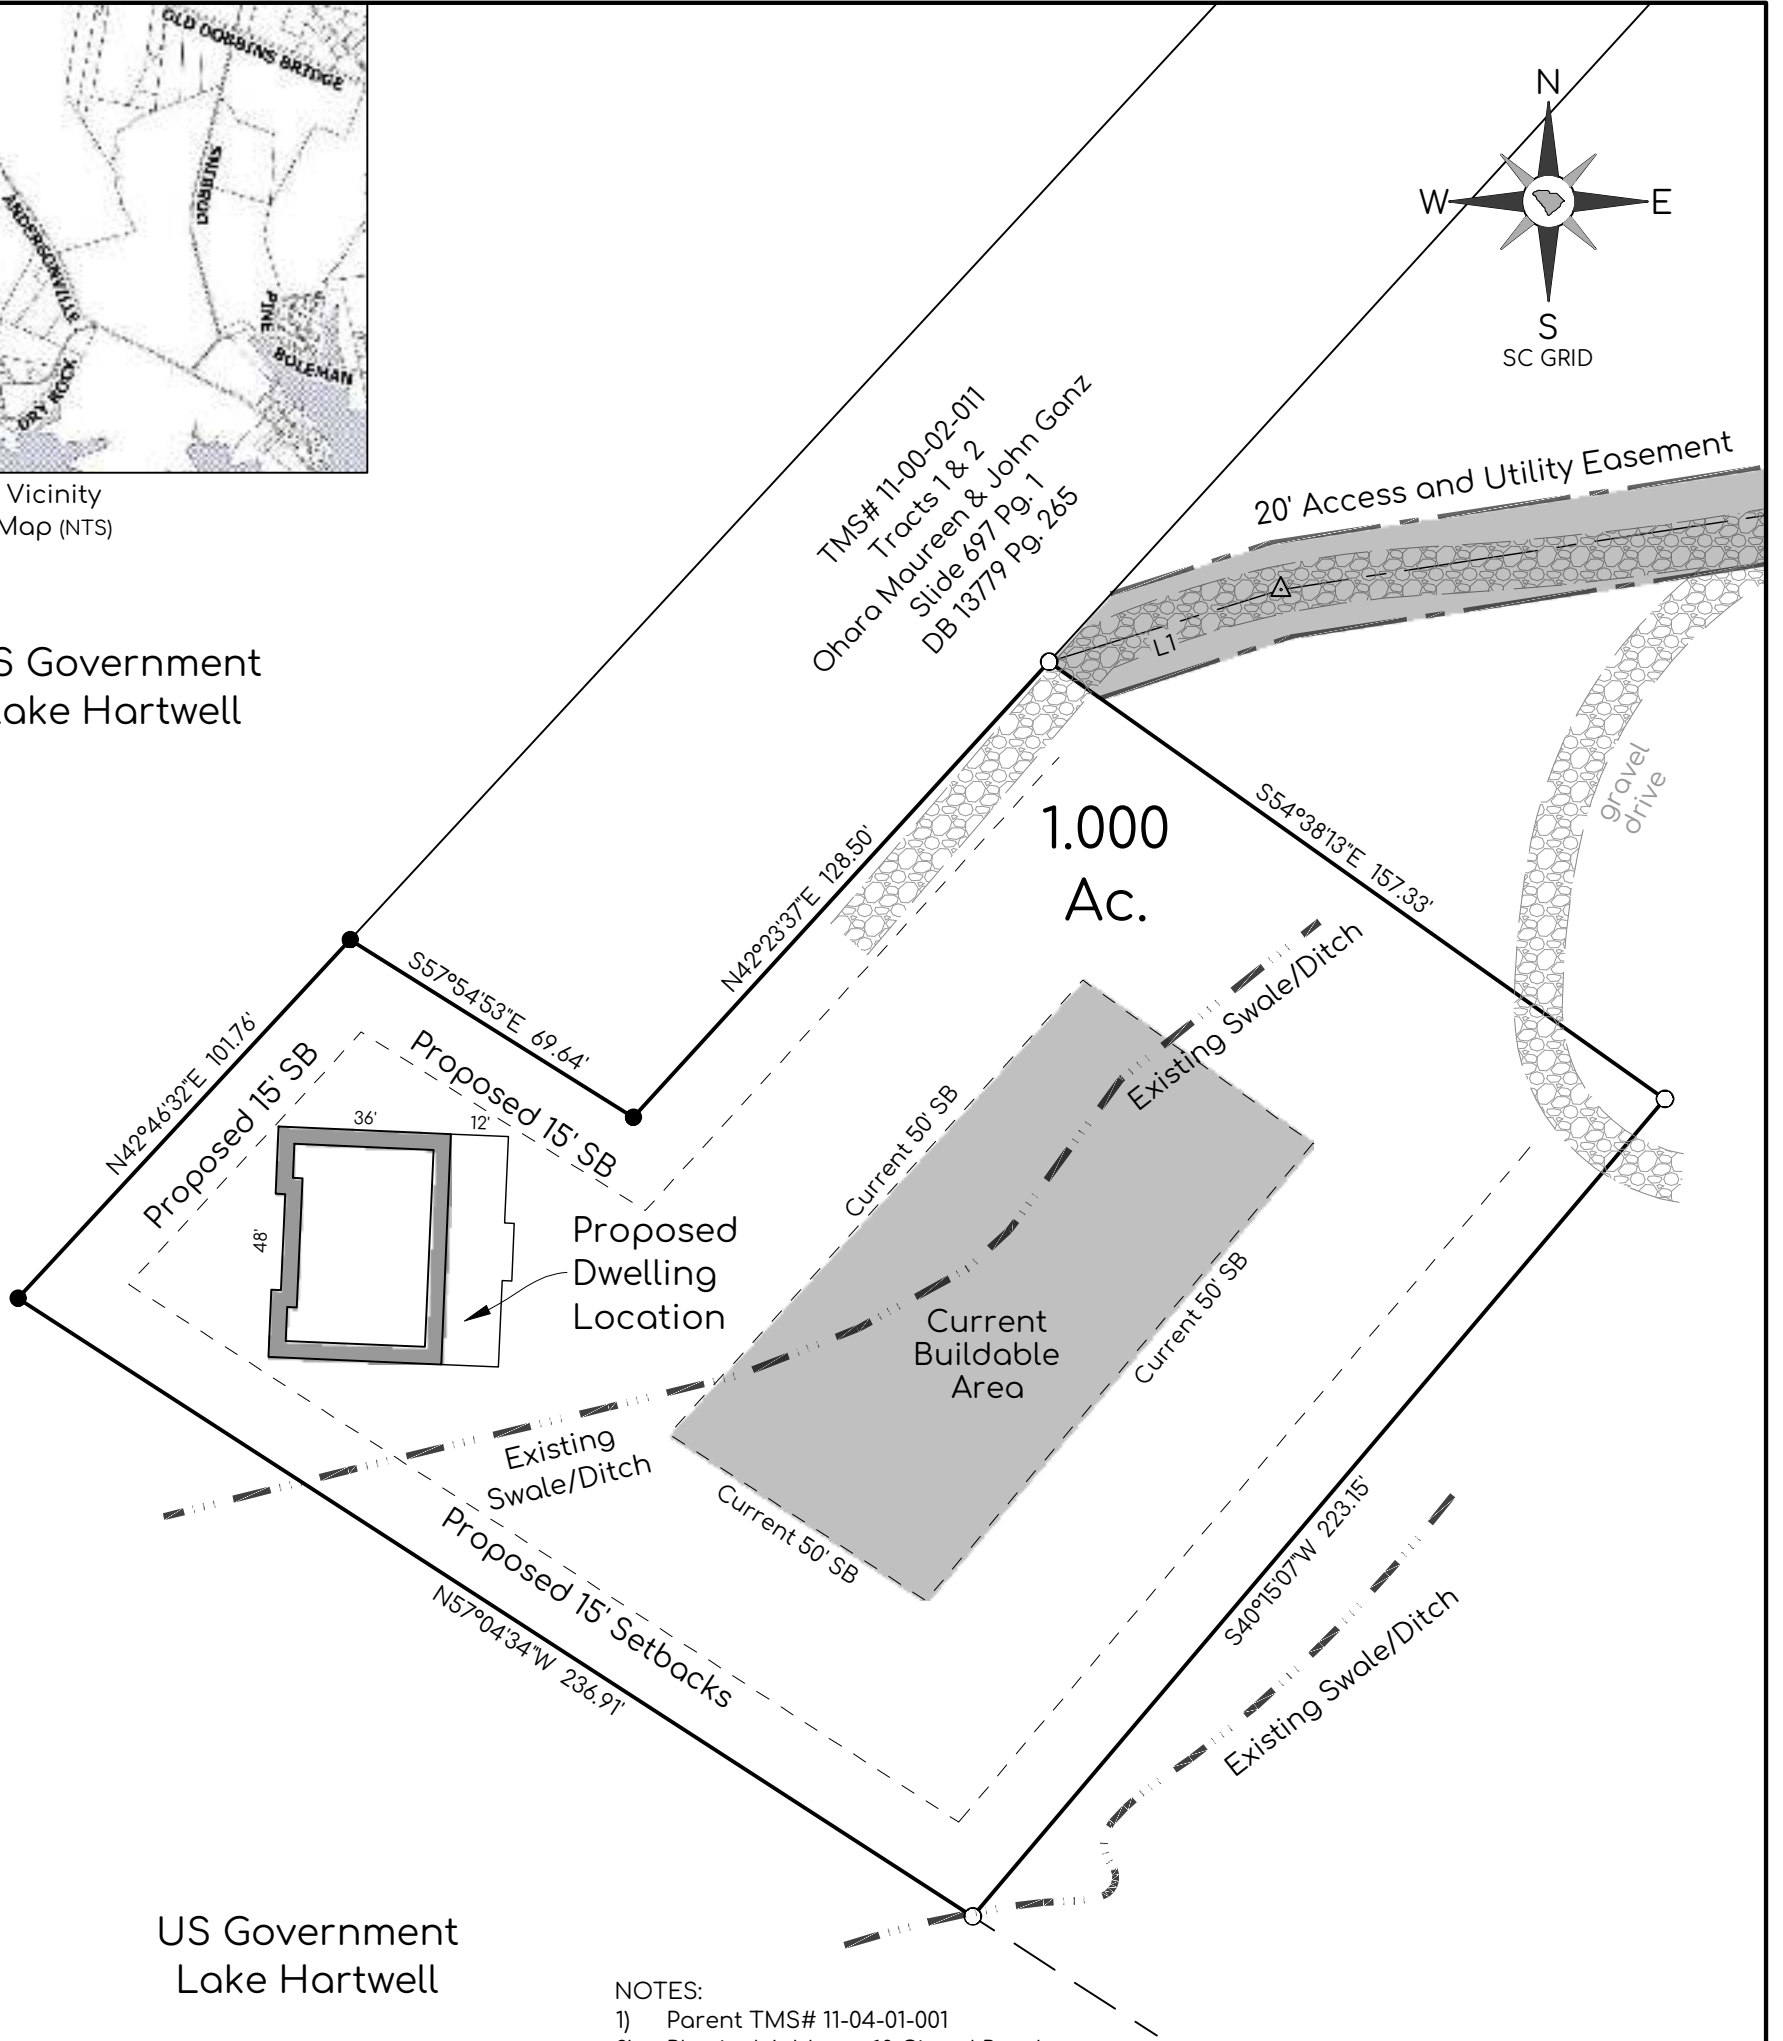 OLD DOBBINS BRIDGE
DOBBINS
ANDERSONVILLE
PINE
BOLEMAN
DRY ROCK
Vicinity
Map (NTS)
N
W
E
S
SC GRID
TMS# 11-00-02-011
Tracts 1 & 2
Ohara Maureen & John Ganz
Slide 697 Pg. 1
DB 13779 Pg. 265
20' Access and Utility Easement
L1
S Government
Lake Hartwell
gravel
drive
1.000
Ac.
S54°38'13"E 157.33'
N42°23'37"E 128.50'
S57°54'53"E 69.64'
N42°46'32"E 101.76'
Proposed 15' SB
Proposed 15' SB
36'
12'
48'
Proposed
Dwelling
Location
Existing Swale/Ditch
Current 50' SB
Current 50' SB
Current
Buildable
Area
Existing
Swale/Ditch
Current 50' SB
Proposed 15' Setbacks
N57°04'34"W 236.91'
S40°15'07"W 223.15'
Existing Swale/Ditch
US Government
Lake Hartwell
NOTES:
1) Parent TMS# 11-04-01-001